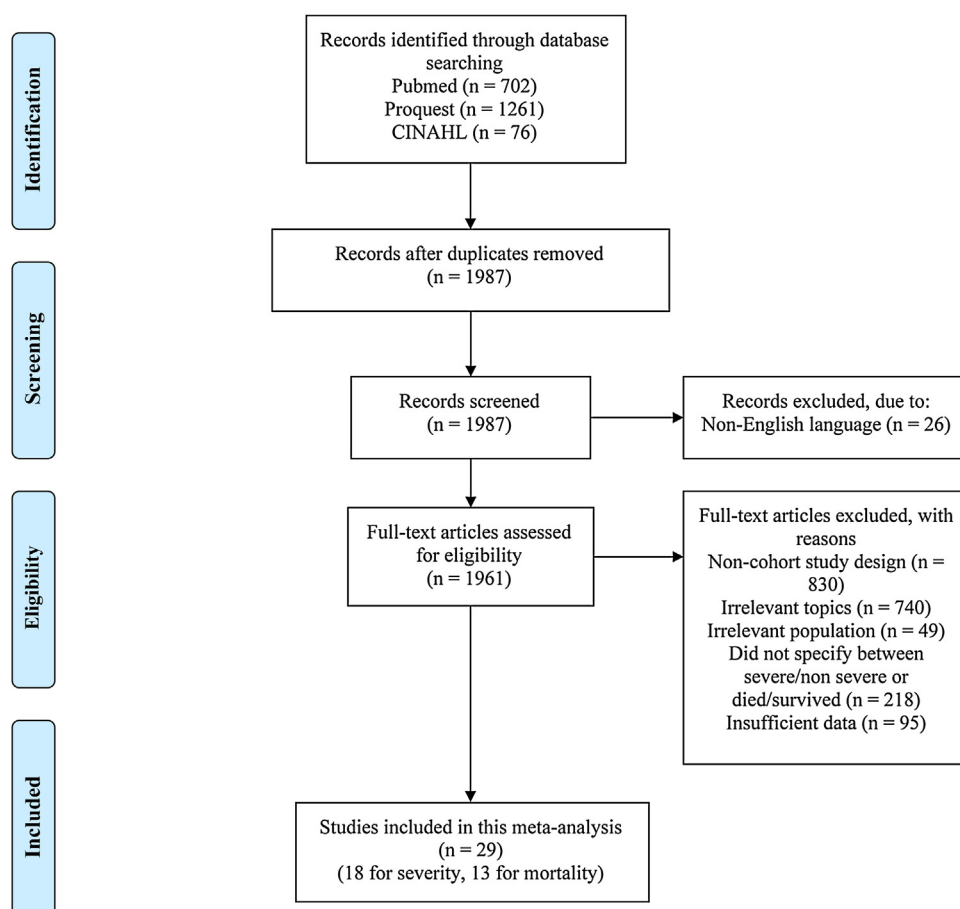 Identification
Records identified through database
searching
Pubmed (n = 702)
Proquest (n = 1261)
CINAHL (n = 76)
Records after duplicates removed
(n = 1987)
Screening
Records screened
(n = 1987)
Records excluded, due to:
Non-English language (n = 26)
Eligibility
Full-text articles assessed
for eligibility
(n = 1961)
Full-text articles excluded, with
reasons
Non-cohort study design (n =
830)
Irrelevant topics (n = 740)
Irrelevant population (n = 49)
Did not specify between
severe/non severe or
died/survived (n = 218)
Insufficient data (n = 95)
Included
Studies included in this meta-analysis
(n = 29)
(18 for severity, 13 for mortality)